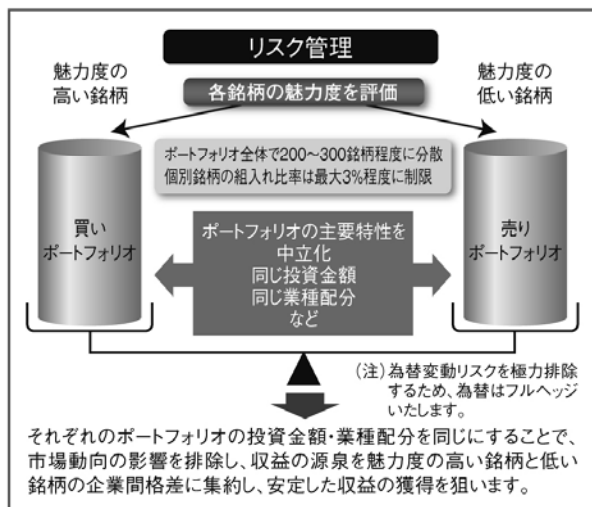 リスク管理
魅力度の
高い銘柄
各銘柄の魅力度を評価
魅力度の
低い銘柄
ポートフォリオ全体で200～300銘柄程度に分散
個別銘柄の組入れ比率は最大3%程度に制限
買い
ポートフォリオ
ポートフォリオの主要特性を
中立化
同じ投資金額
同じ業種配分
など
売り
ポートフォリオ
(注)為替変動リスクを極力排除
するため、為替はフルヘッジ
いたします。
それぞれのポートフォリオの投資金額・業種配分を同じにすることで、
市場動向の影響を排除し、収益の源泉を魅力度の高い銘柄と低い
銘柄の企業間格差に集約し、安定した収益の獲得を狙います。